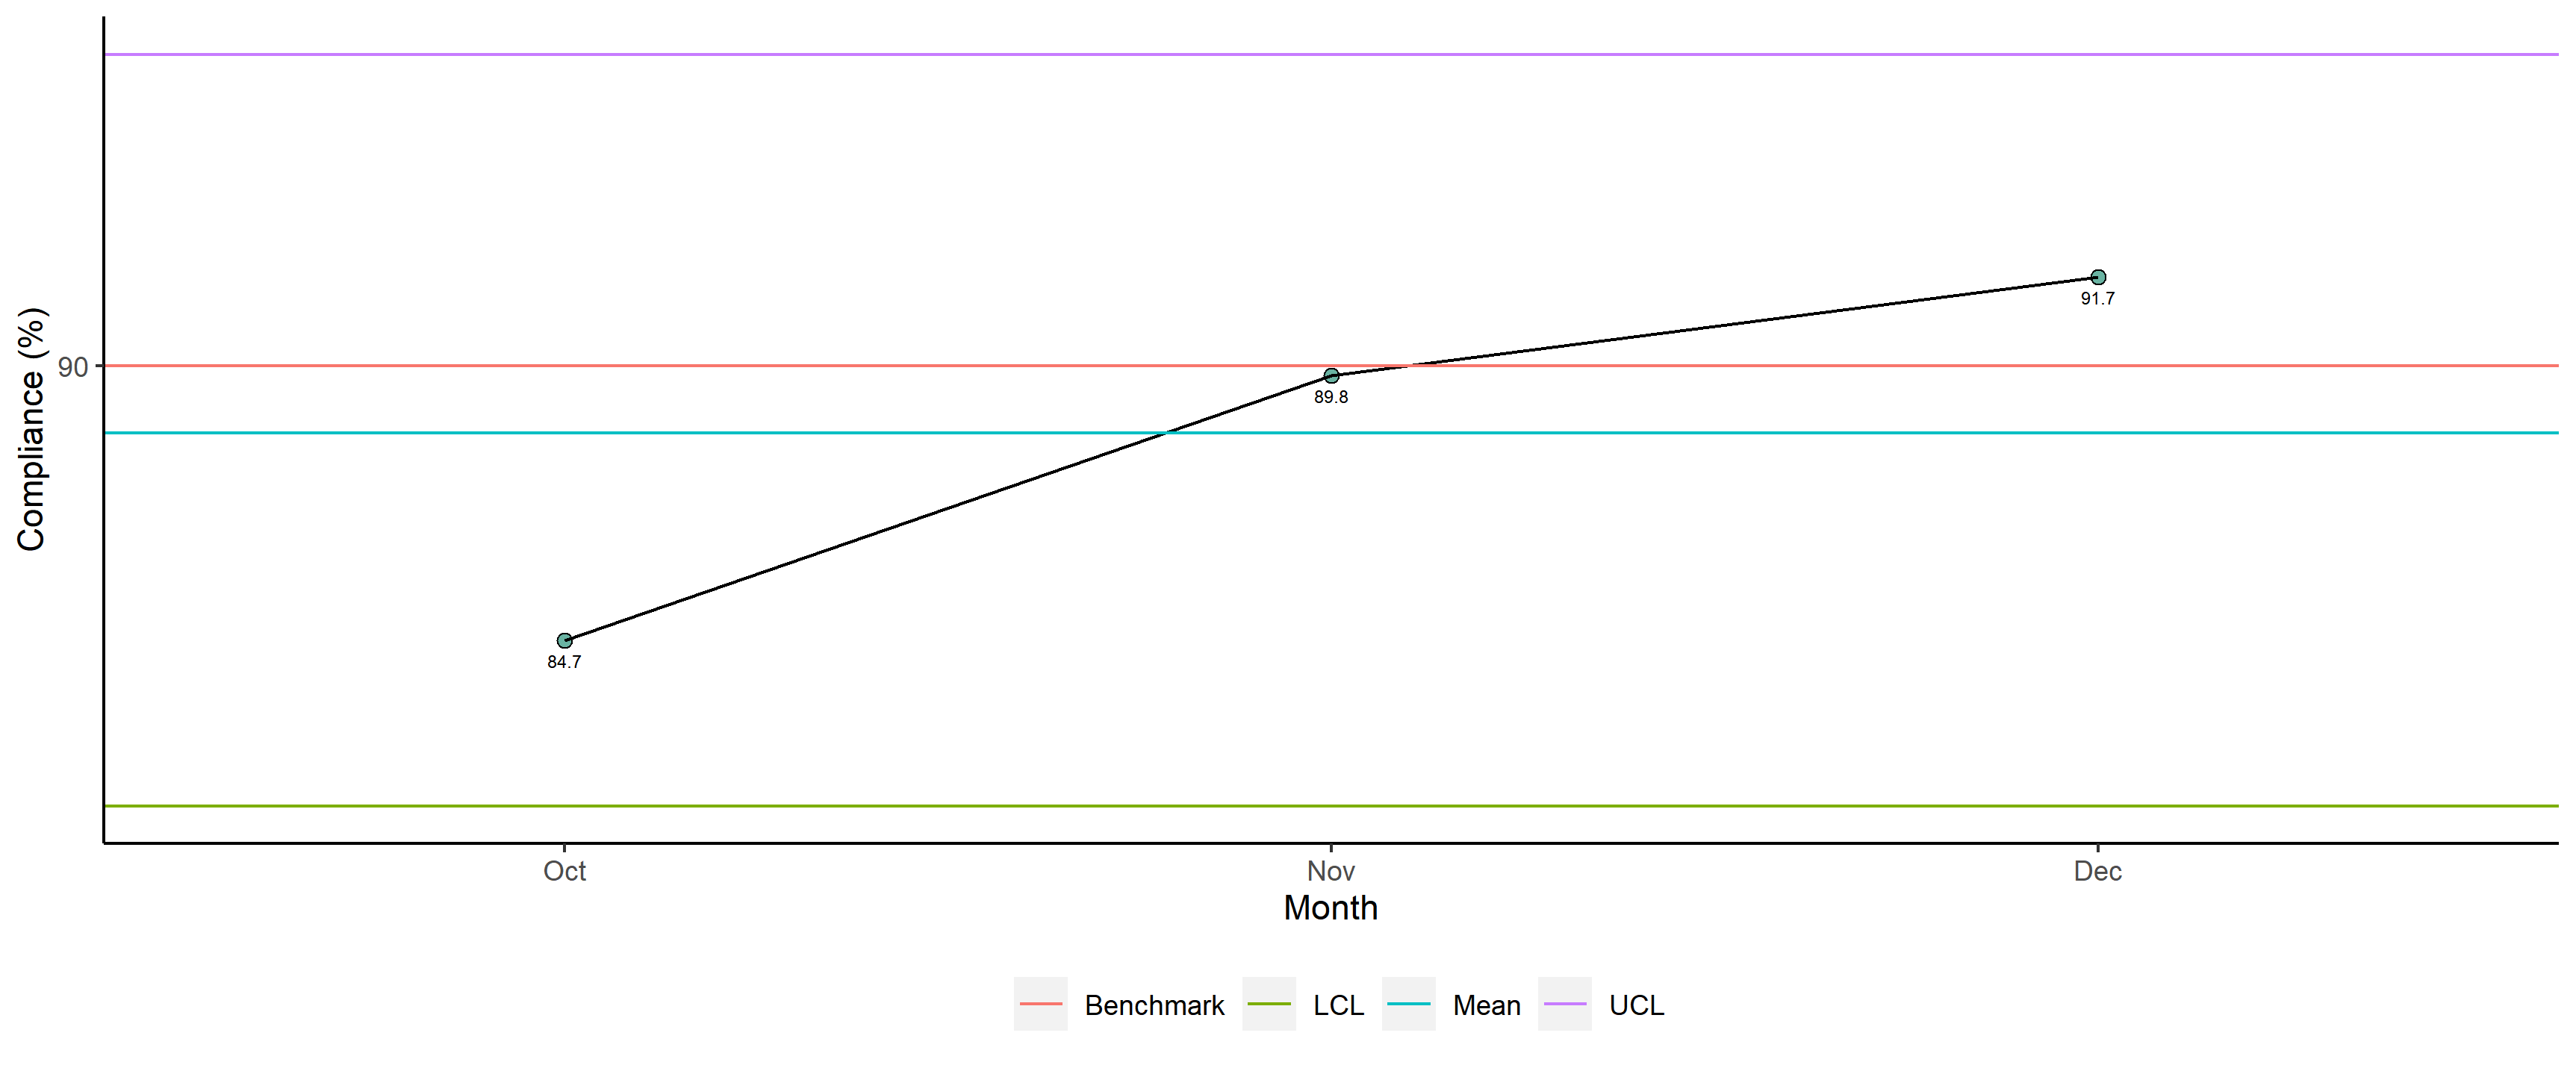 Compliance (%)
90
84.7
89.8
91.7
Oct Nov Dec
Month
Benchmark LCL Mean UCL